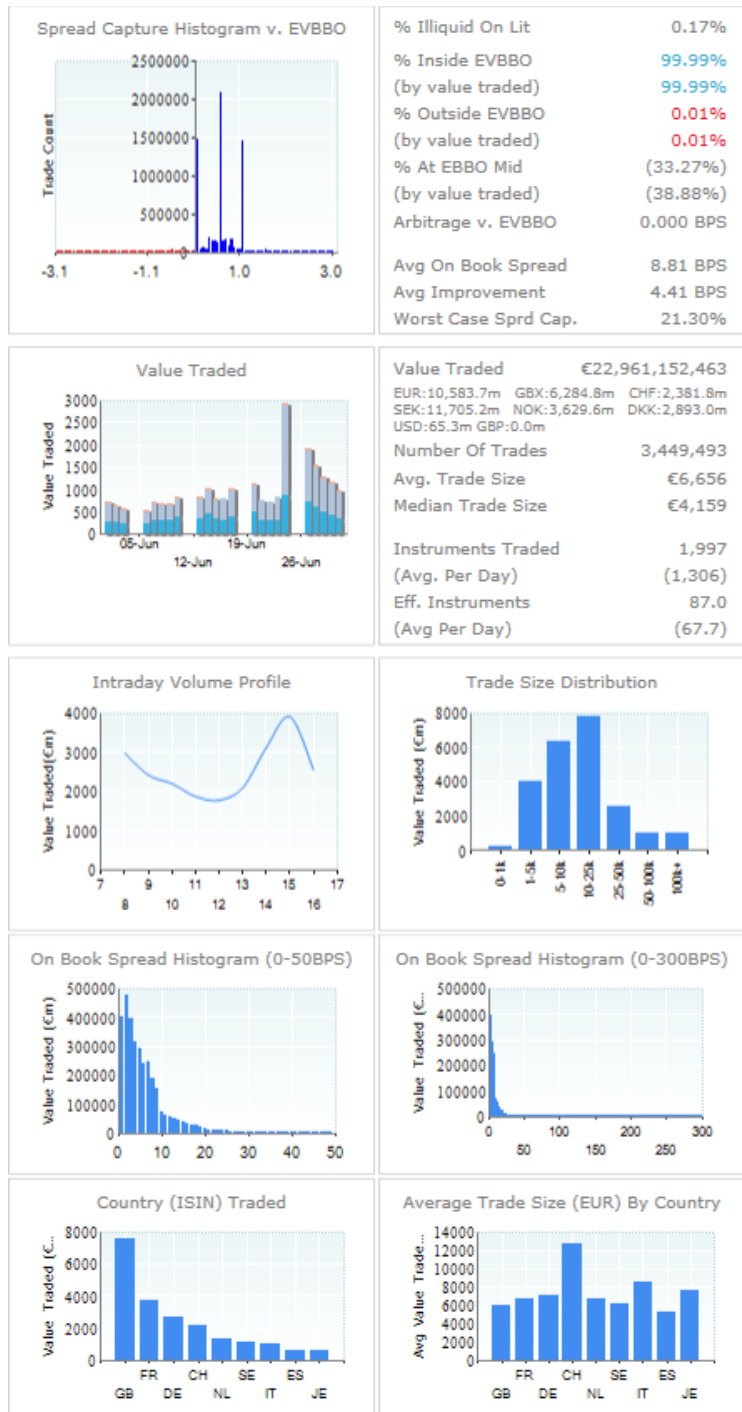 Spread Capture Histogram v. EVBBO
Trade Count
2500000
2000000
1500000
1000000
500000
0
-3.1 -1.1 1.0 3.0
% Illiquid On Lit 0.17%
% Inside EVBBO 99.99%
(by value traded) 99.99%
% Outside EVBBO 0.01%
(by value traded) 0.01%
% At EBBO Mid (33.27%)
(by value traded) (38.88%)
Arbitrage v. EVBBO 0.000 BPS
Avg On Book Spread 8.81 BPS
Avg Improvement 4.41 BPS
Worst Case Sprd Cap. 21.30%
Value Traded
Value Traded
3000
2500
2000
1500
1000
500
0
05-Jun 19-Jun
12-Jun 26-Jun
Value Traded €22,961,152,463
EUR:10,583.7m GBX:6,284.8m CHF:2,381.8m
SEK:11,705.2m NOK:3,629.6m DKK:2,893.0m
USD:65.3m GBP:0.0m
Number Of Trades 3,449,493
Avg. Trade Size €6,656
Median Trade Size €4,159
Instruments Traded 1,997
(Avg. Per Day) (1,306)
Eff. Instruments 87.0
(Avg Per Day) (67.7)
Intraday Volume Profile
Value Traded(€m)
4000
3000
2000
1000
0
7 9 11 13 15 17
8 10 12 14 16
Trade Size Distribution
Value Traded (€m)
8000
6000
4000
2000
0
0-1k 1-5k 5-10k 10-25k 25-50k 50-100k 100k+
On Book Spread Histogram (0-50BPS)
Value Traded (€m)
500000
400000
300000
200000
100000
0
0 10 20 30 40 50
On Book Spread Histogram (0-300BPS)
Value Traded (€...
500000
400000
300000
200000
100000
0
0 100 200 300
50 150 250
Country (ISIN) Traded
Value Traded (€...
8000
6000
4000
2000
0
FR CH SE ES
GB DE NL IT JE
Average Trade Size (EUR) By Country
Avg Value Trade...
14000
12000
10000
8000
6000
4000
2000
0
FR CH SE ES
GB DE NL IT JE